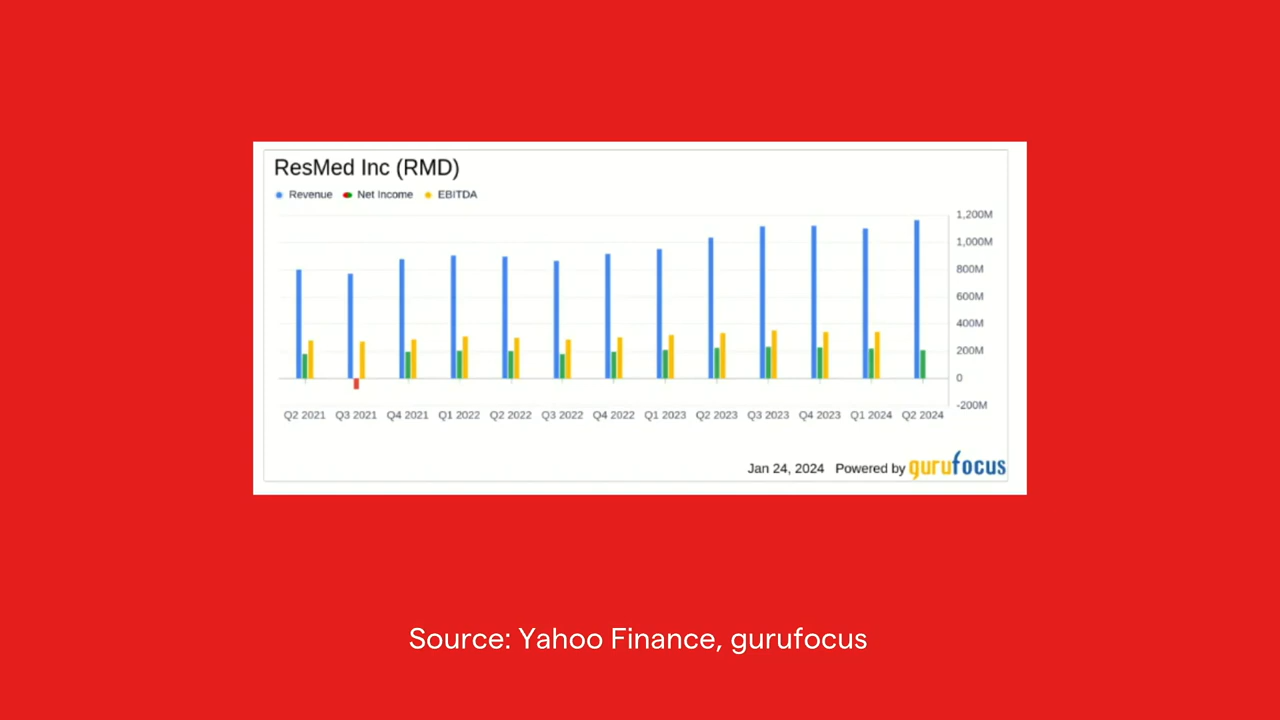 ResMed Inc (RMD)
Revenue Net Income EBITDA
1,200M
1,000M
800M
600M
400M
200M
0
-200M
Q2 2021 Q3 2021 Q4 2021 Q1 2022 Q2 2022 Q3 2022 Q4 2022 Q1 2023 Q2 2023 Q3 2023 Q4 2023 Q1 2024 Q2 2024
Jan 24, 2024 Powered by gurufocus
Source: Yahoo Finance, gurufocus